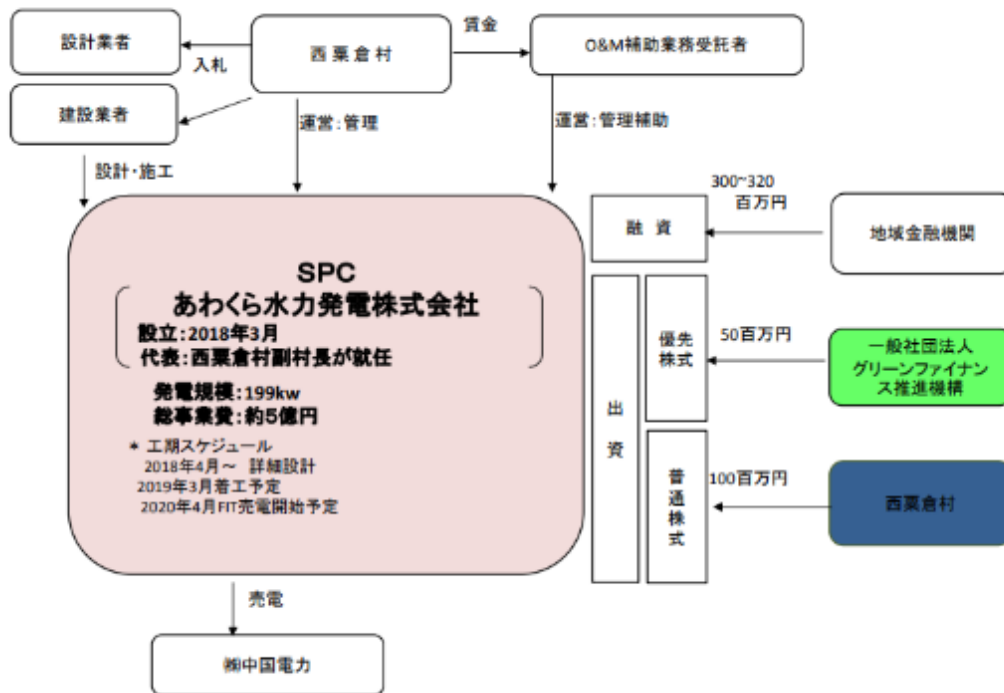 設計業者
入札
建設業者
西粟倉村
賃金
O&M補助業務受託者
運営:管理
運営:管理補助
設計・施工
SPC
あわくら水力発電株式会社
設立:2018年3月
代表:西粟倉村副村長が就任
発電規模:199kw
総事業費:約5億円
* 工期スケジュール
2018年4月～ 詳細設計
2019年3月着工予定
2020年4月FIT売電開始予定
融 資
300~320
百万円
地域金融機関
出 資
優先
株式
50百万円
一般社団法人
グリーンファイナン
ス推進機構
普通株式
100百万円
西粟倉村
売電
㈱中国電力